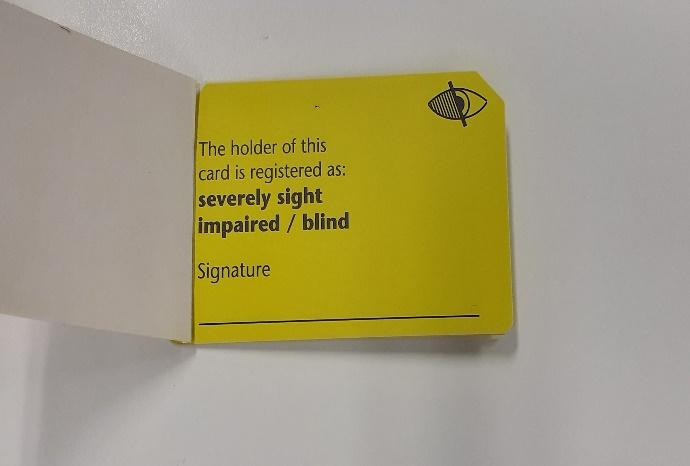 The holder of this
card is registered as:
severely sight
impaired / blind
Signature